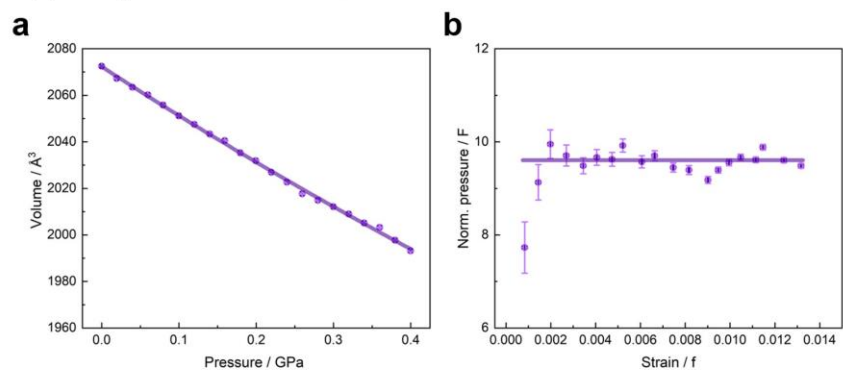 a
2080
2060
2040
2020
2000
1980
1960
Volume / Å³
0.0 0.1 0.2 0.3 0.4
Pressure / GPa
b
12
10
8
6
Norm. pressure / F
0.000 0.002 0.004 0.006 0.008 0.010 0.012 0.014
Strain / f